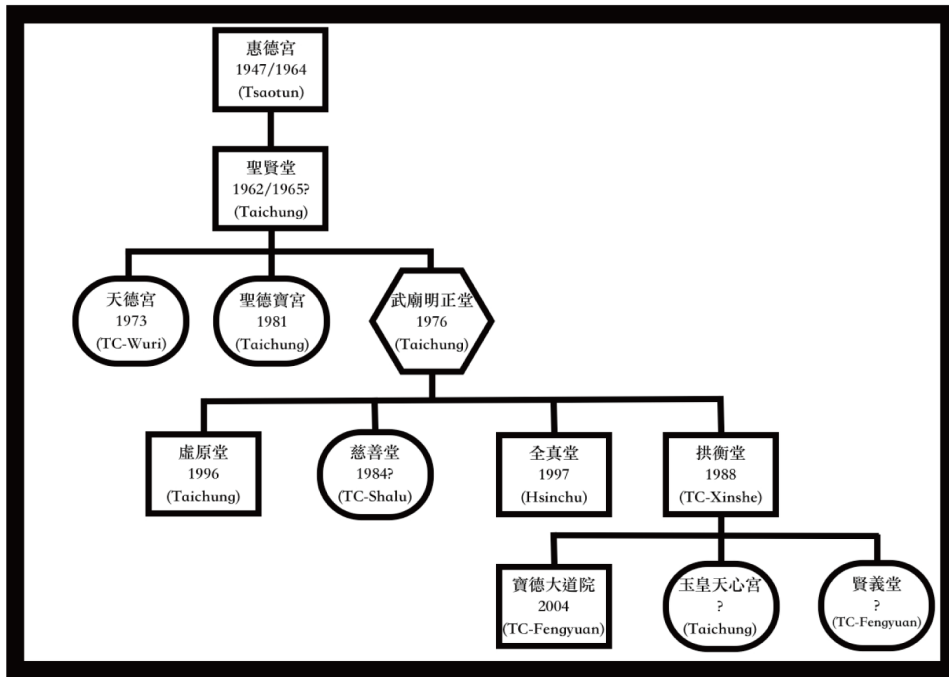 惠德宮
1947/1964
(Tsaotun)
聖賢堂
1962/1965?
(Taichung)
天德宮
1973
(TC-Wuri)
聖德寶宮
1981
(Taichung)
武廟明正堂
1976
(Taichung)
虛原堂
1996
(Taichung)
慈善堂
1984?
(TC-Shalu)
全真堂
1997
(Hsinchu)
拱衡堂
1988
(TC-Xinshe)
寶德大道院
2004
(TC-Fengyuan)
玉皇天心宮
?
(Taichung)
賢義堂
?
(TC-Fengyuan)